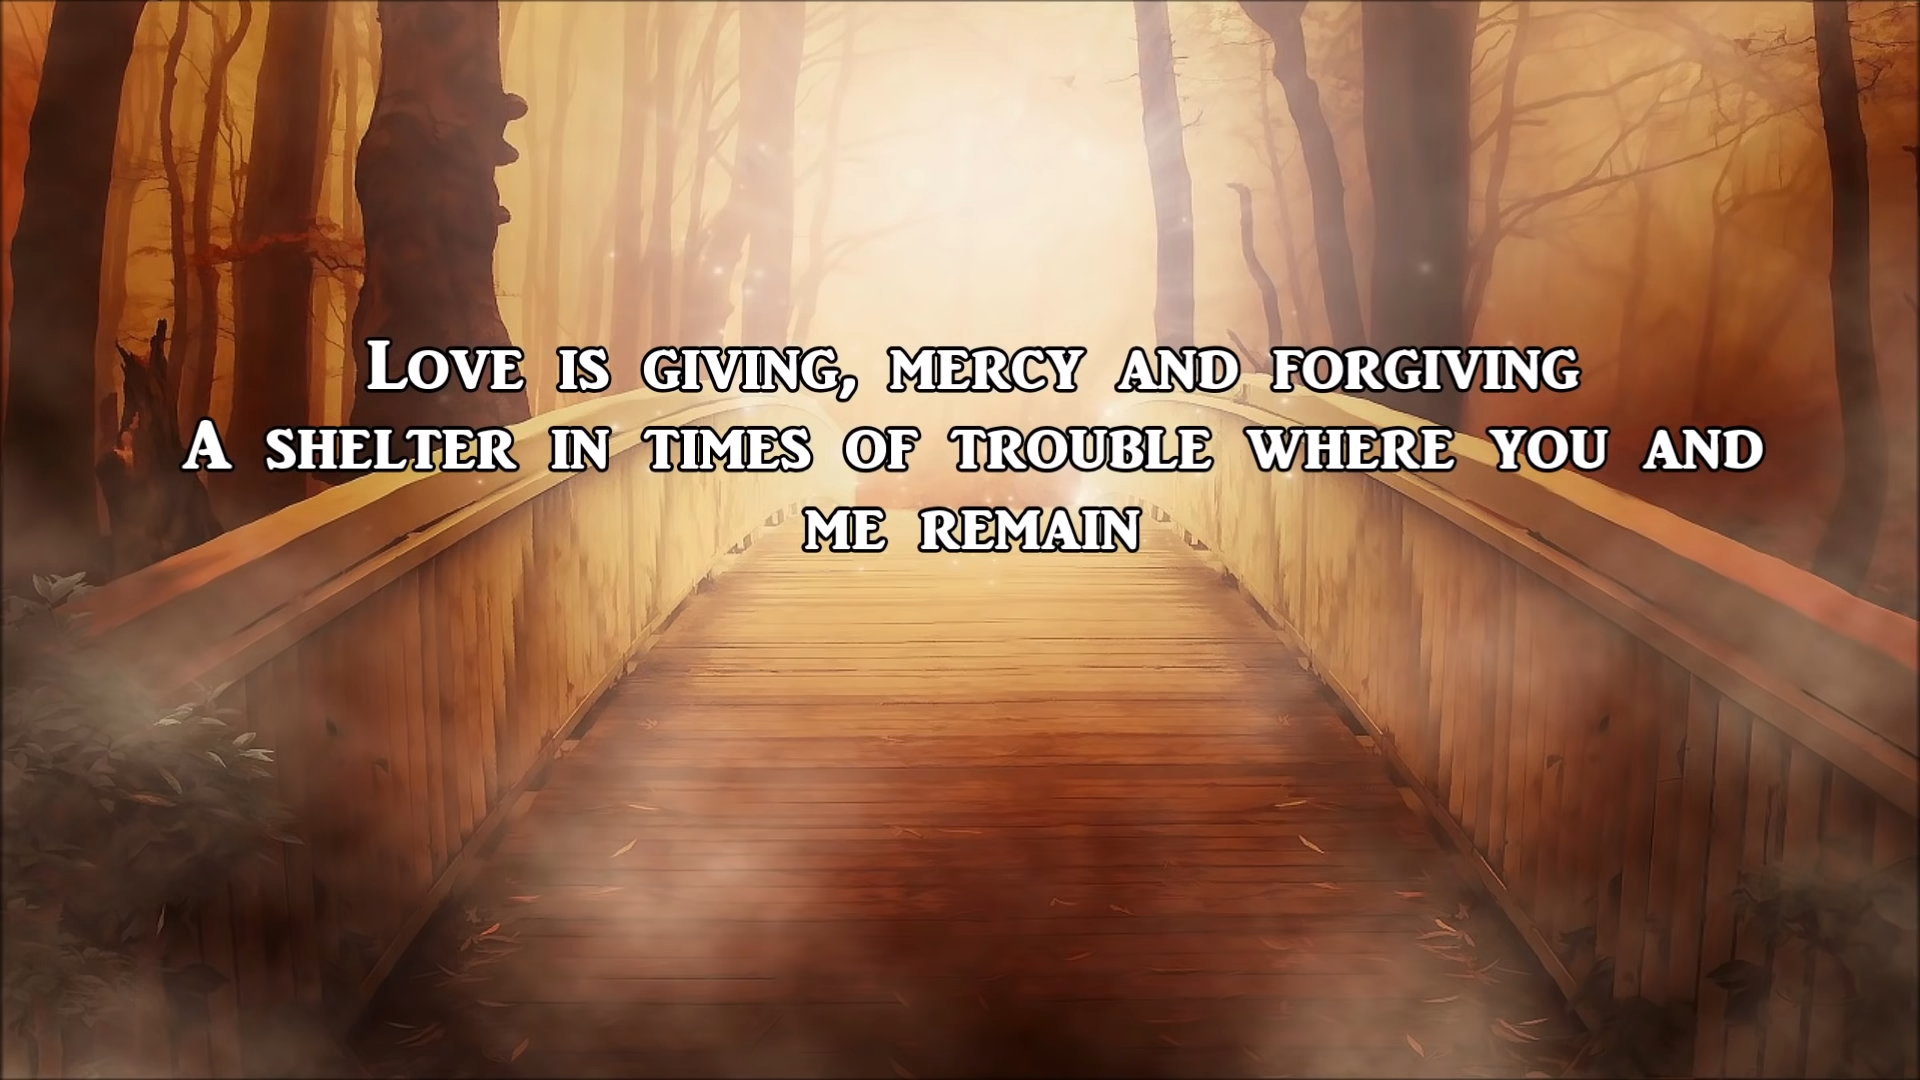 Love is giving, mercy and forgiving
A shelter in times of trouble where you and
me remain